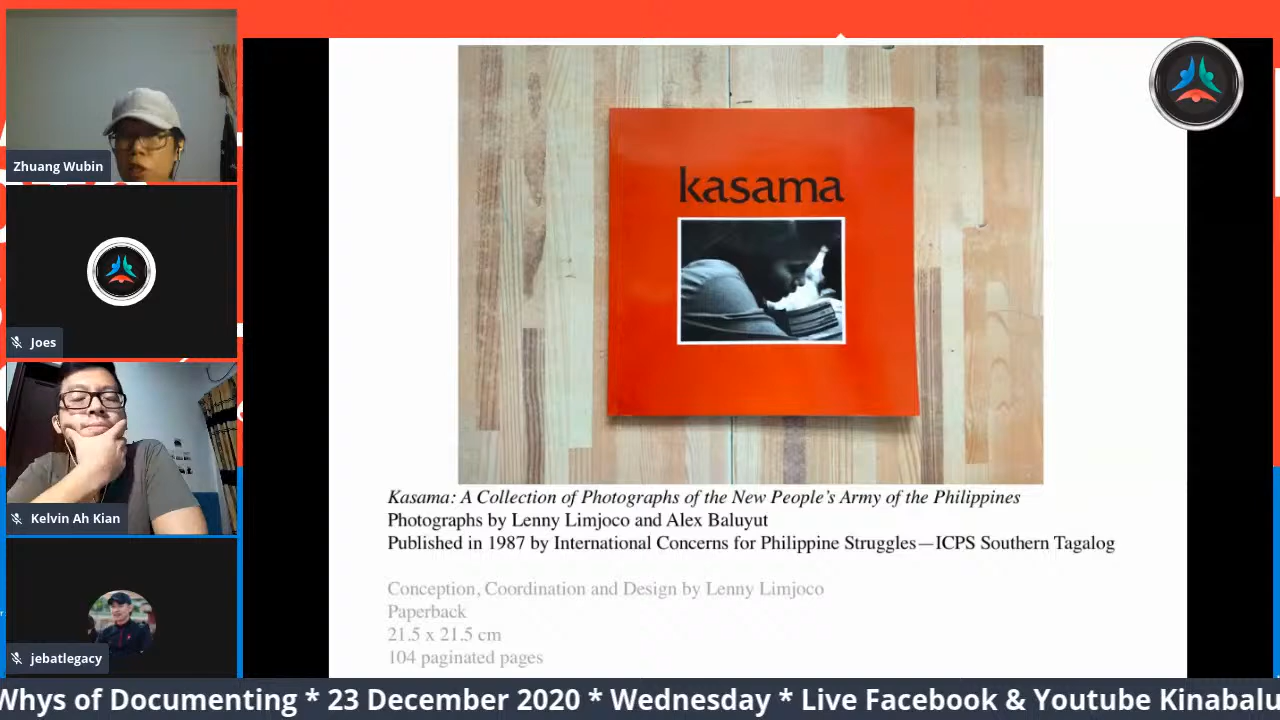 Zhuang Wubin
Joes
Kelvin Ah Kian
jebatlegacy
kasama
Kasama: A Collection of Photographs of the New People's Army of the Philippines
Photographs by Lenny Limjoco and Alex Baluyut
Published in 1987 by International Concerns for Philippine Struggles—ICPS Southern Tagalog
Conception, Coordination and Design by Lenny Limjoco
Paperback
21.5 x 21.5 cm
104 paginated pages
Whys of Documenting * 23 December 2020 * Wednesday * Live Facebook & Youtube Kinabalu